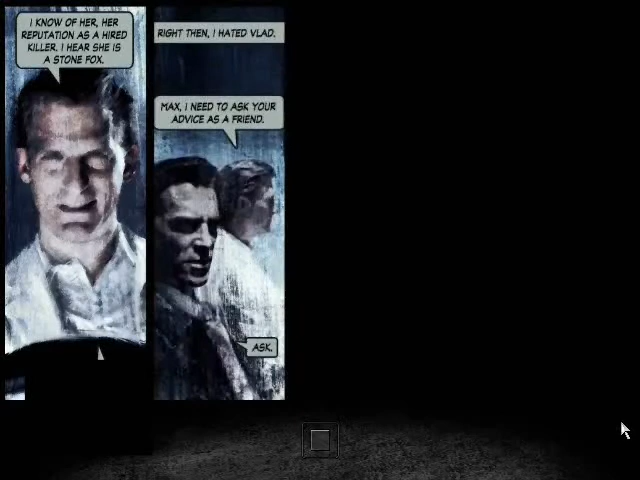 I KNOW OF HER, HER
REPUTATION AS A HIRED
KILLER. I HEAR SHE IS
A STONE FOX.
RIGHT THEN, I HATED VLAD.
MAX, I NEED TO ASK YOUR
ADVICE AS A FRIEND.
ASK.